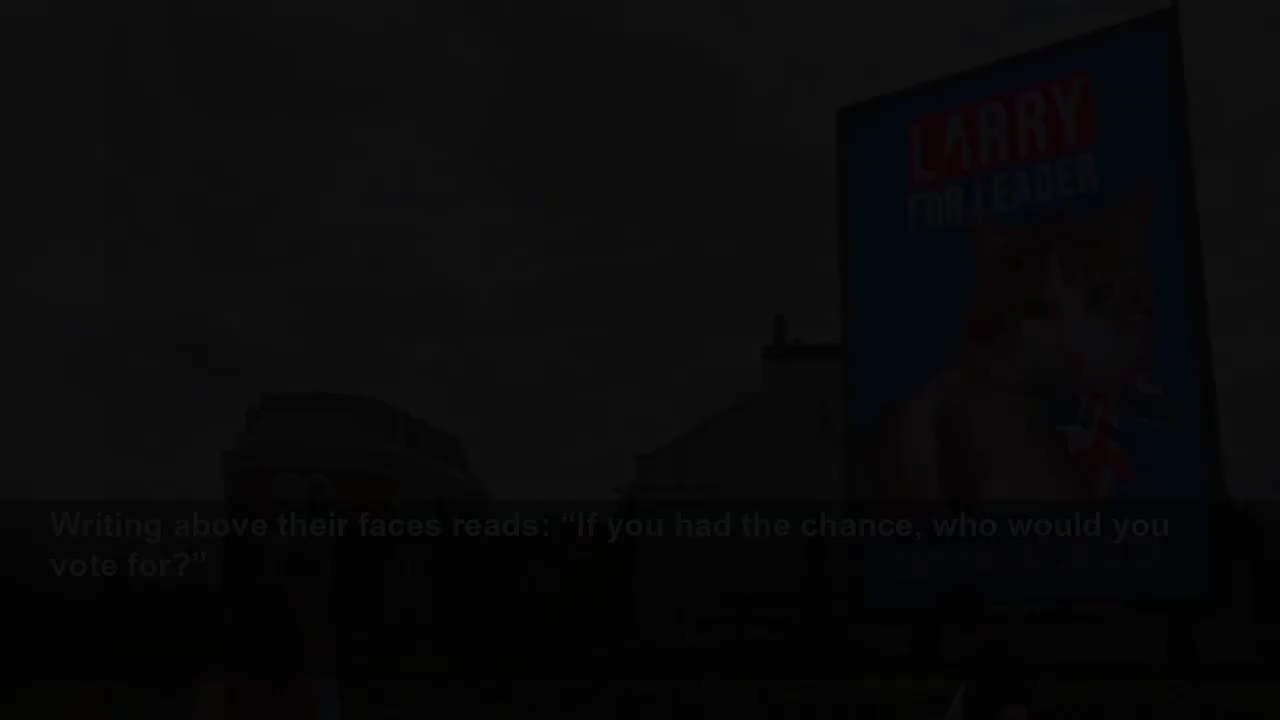 LARRY
FOR LEADER
Writing above their faces reads: “If you had the chance, who would you
vote for?”